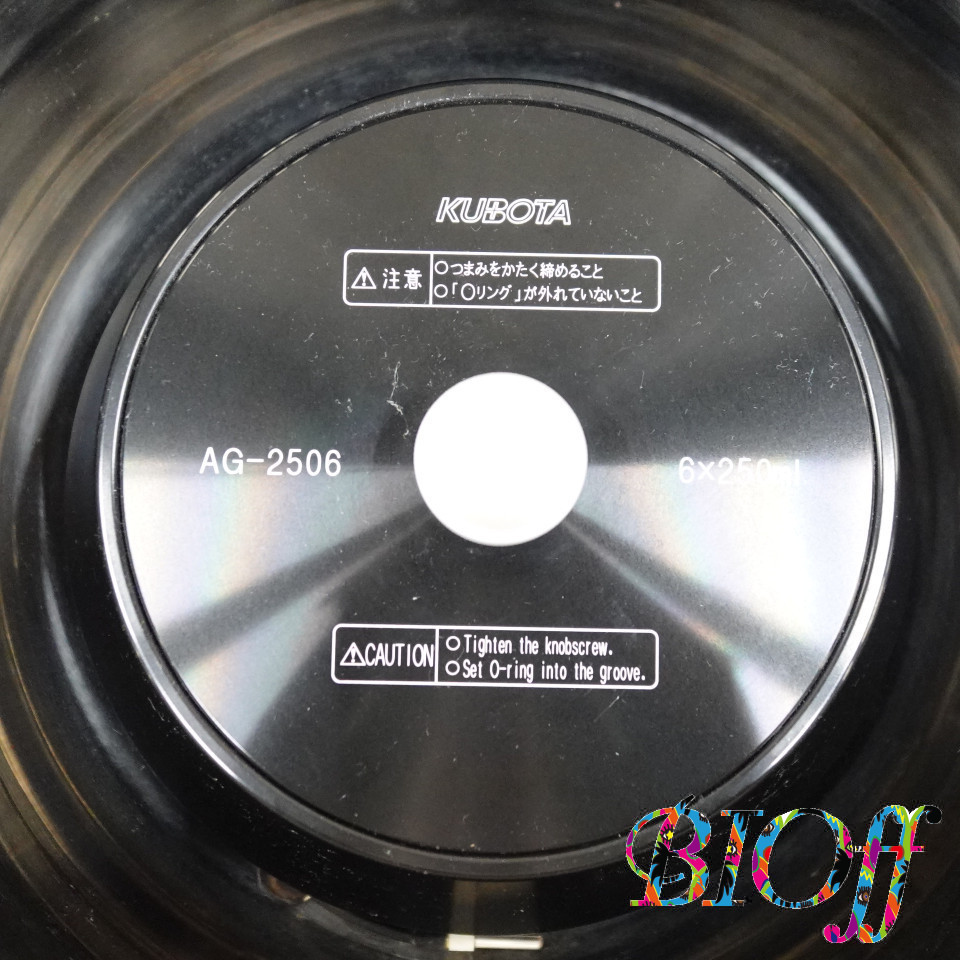 KUBOTA
注意
○つまみをかたく締めること
○「○リング」が外れていないこと
AG-2506
6×250ml
CAUTION
○Tighten the knobscrew.
○Set O-ring into the groove.
BIOff